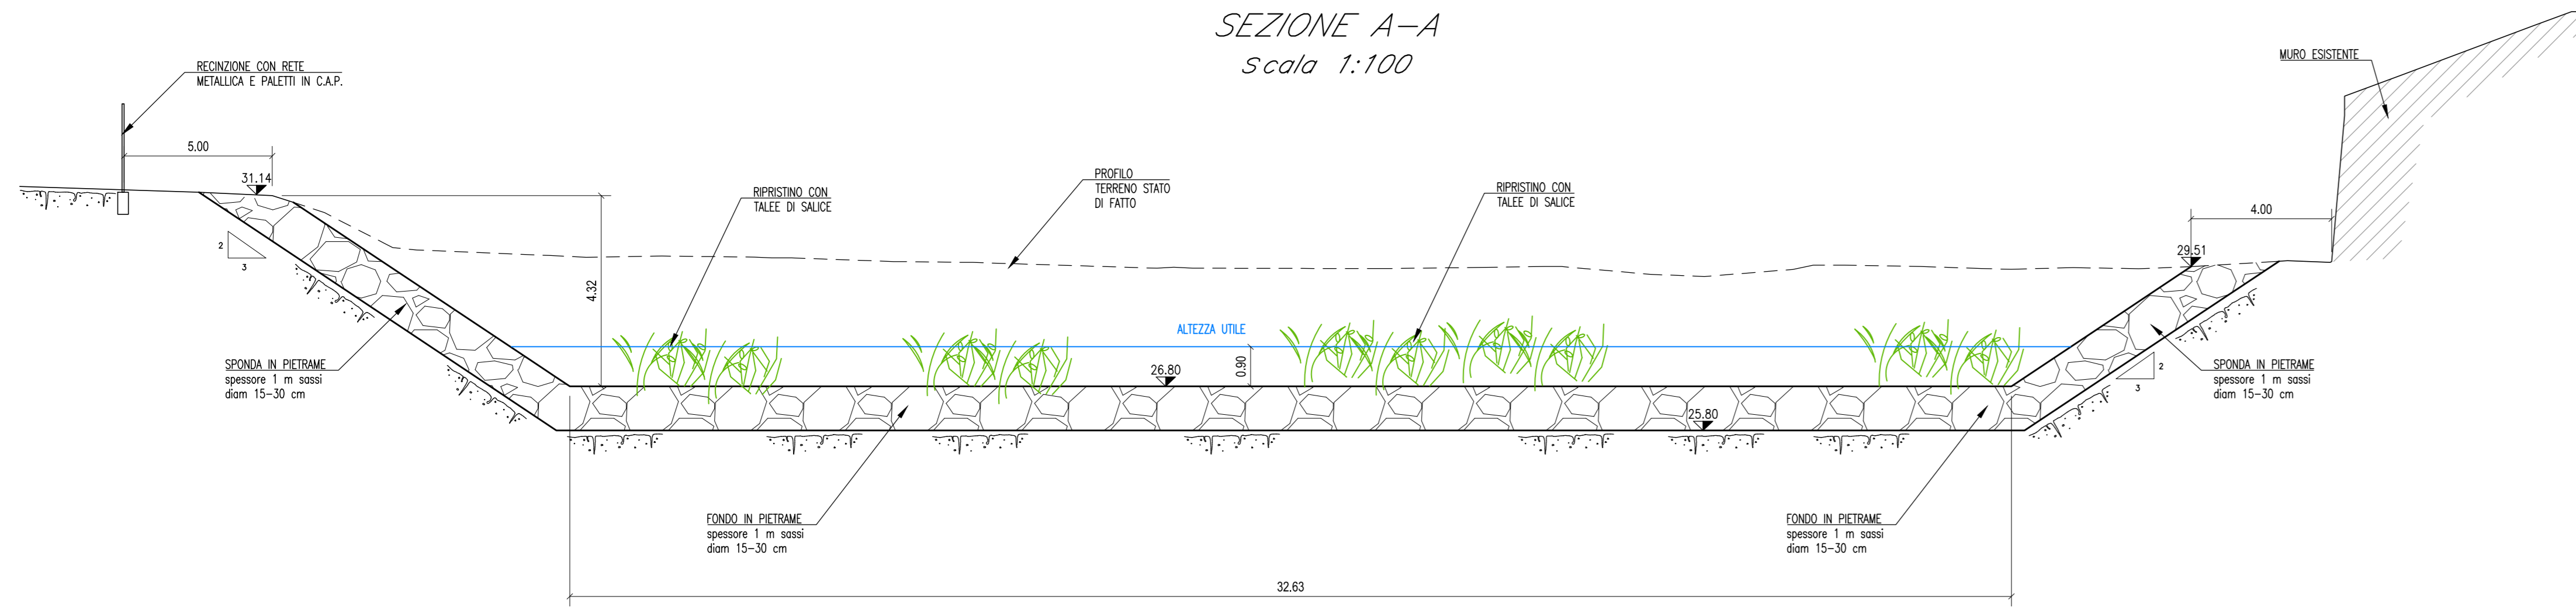 SEZIONE A-A
scala 1:100
RECINZIONE CON RETE
METALLICA E PALETTI IN C.A.P.
MURO ESISTENTE
5.00
31.14
2
3
RIPRISTINO CON
TALEE DI SALICE
PROFILO
TERRENO STATO
DI FATTO
RIPRISTINO CON
TALEE DI SALICE
4.00
29.51
4.32
ALTEZZA UTILE
0.90
26.80
25.80
SPONDA IN PIETRAME
spessore 1 m sassi
diam 15-30 cm
2
3
SPONDA IN PIETRAME
spessore 1 m sassi
diam 15-30 cm
FONDO IN PIETRAME
spessore 1 m sassi
diam 15-30 cm
FONDO IN PIETRAME
spessore 1 m sassi
diam 15-30 cm
32.63